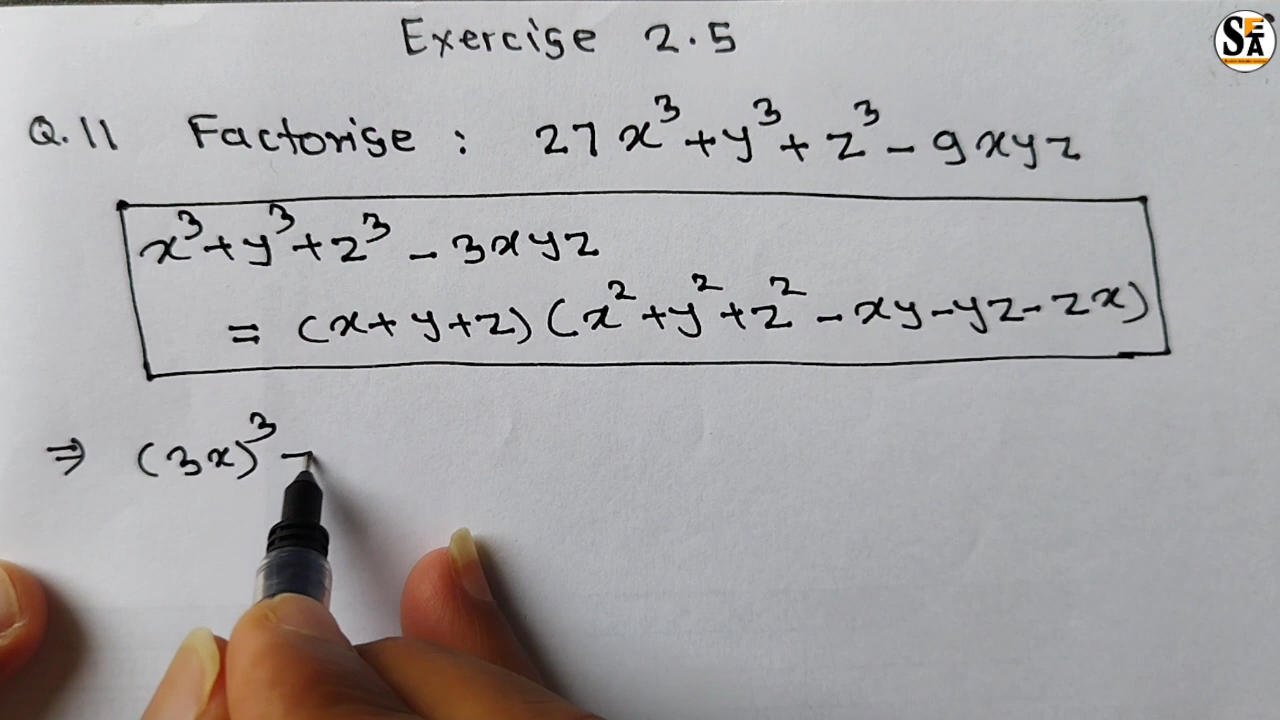 Exercise 2.5
Q.11 Factorise : 27x³+y³+z³-9xyz
x³+y³+z³-3xyz
= (x+y+z)(x²+y²+z²-xy-yz-zx)
⇒ (3x)³ -
SFA